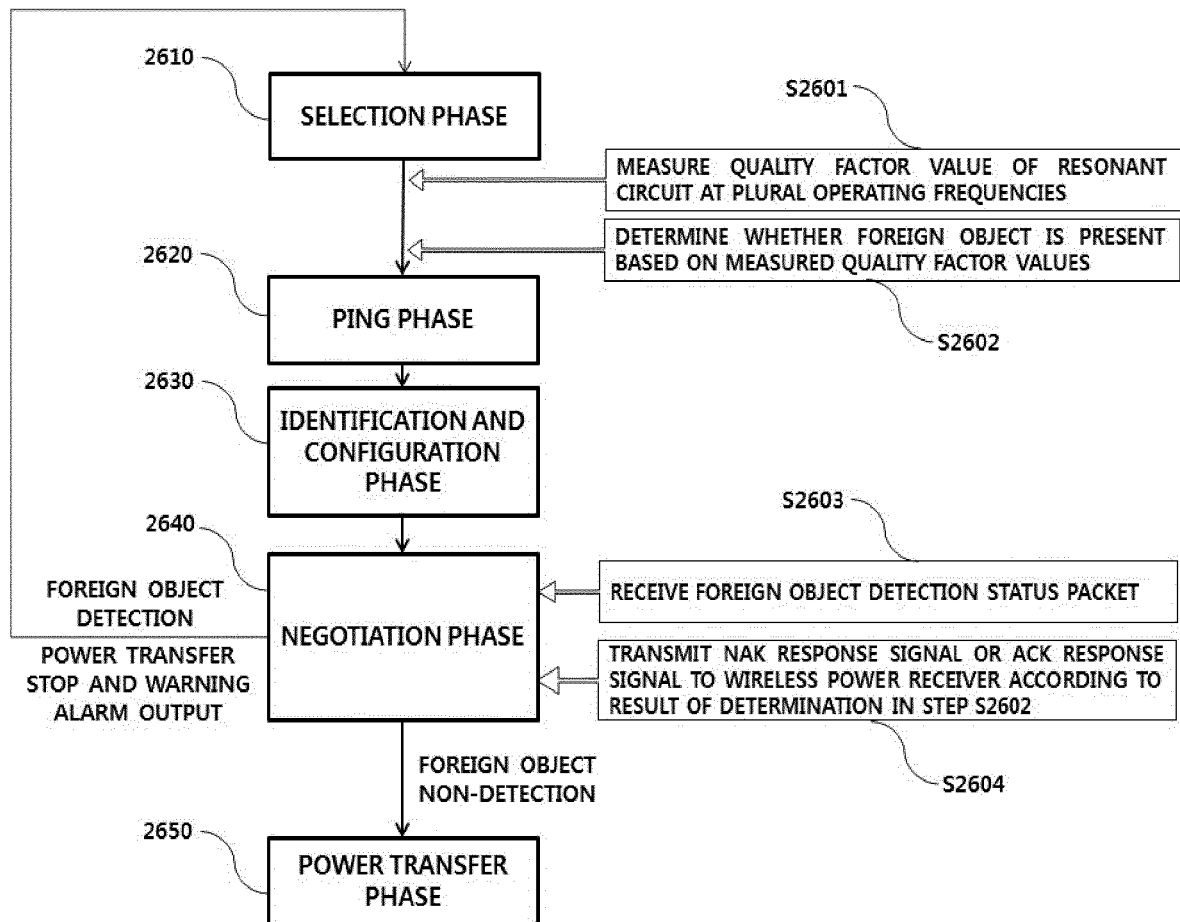 2610
SELECTION PHASE
S2601
MEASURE QUALITY FACTOR VALUE OF RESONANT
CIRCUIT AT PLURAL OPERATING FREQUENCIES
DETERMINE WHETHER FOREIGN OBJECT IS PRESENT
BASED ON MEASURED QUALITY FACTOR VALUES
S2602
2620
PING PHASE
2630
IDENTIFICATION AND
CONFIGURATION
PHASE
2640
NEGOTIATION PHASE
S2603
RECEIVE FOREIGN OBJECT DETECTION STATUS PACKET
TRANSMIT NAK RESPONSE SIGNAL OR ACK RESPONSE
SIGNAL TO WIRELESS POWER RECEIVER ACCORDING TO
RESULT OF DETERMINATION IN STEP S2602
S2604
FOREIGN OBJECT
DETECTION
POWER TRANSFER
STOP AND WARNING
ALARM OUTPUT
FOREIGN OBJECT
NON-DETECTION
2650
POWER TRANSFER
PHASE